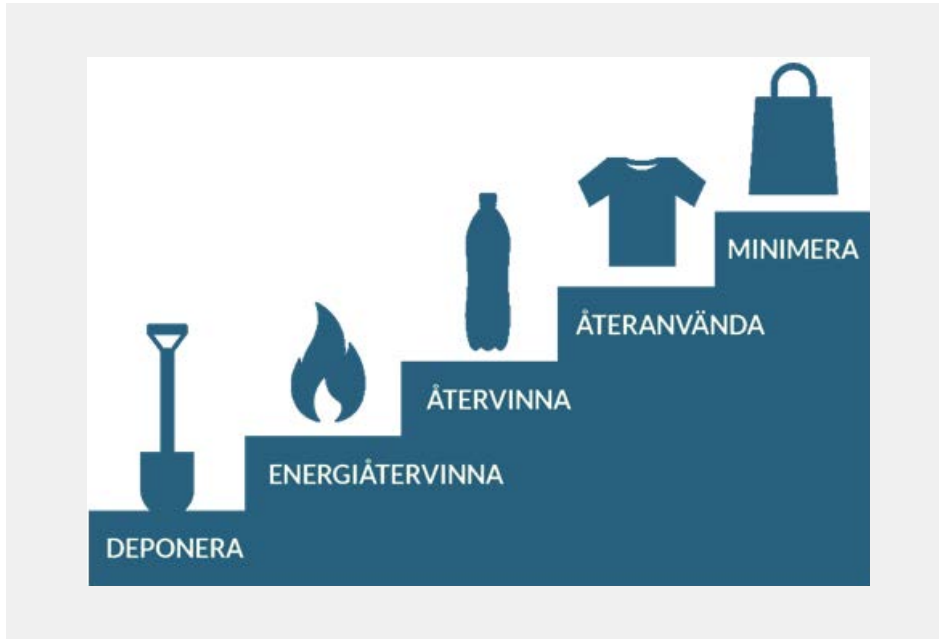 MINIMERA
ÅTERANVÄNDA
ÅTERVINNA
ENERGIÅTERVINNA
DEPONERA